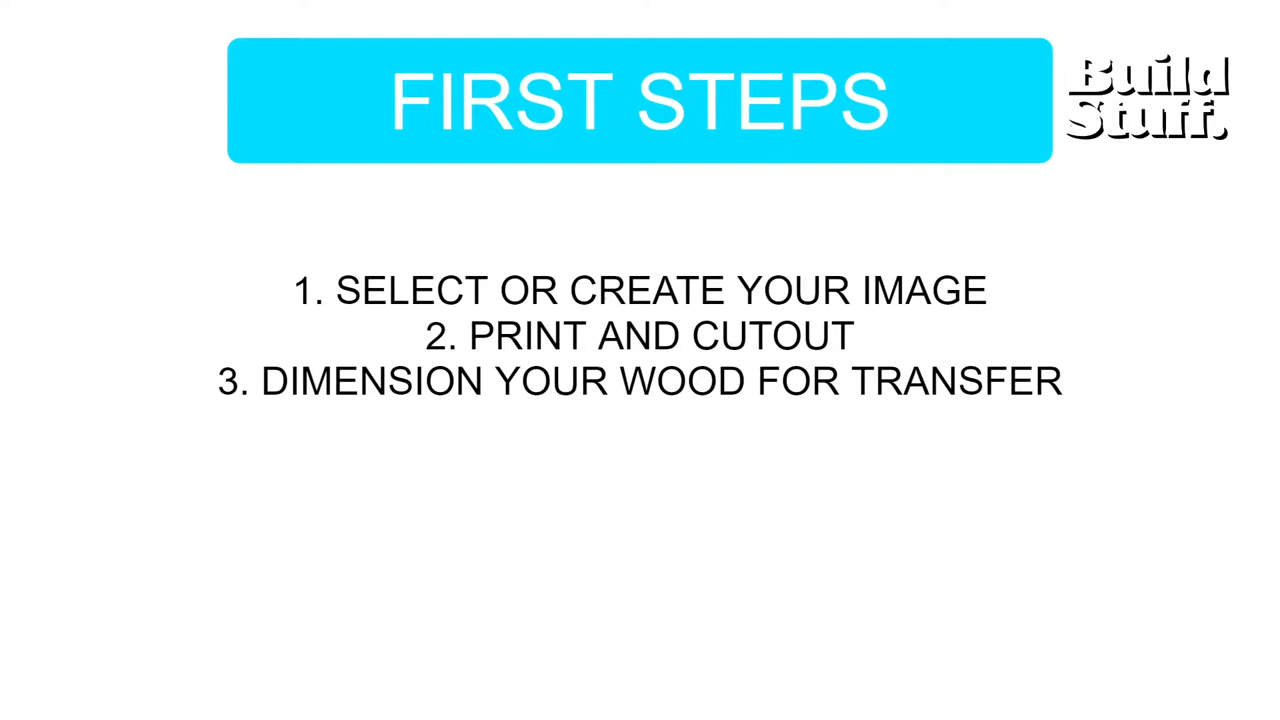 FIRST STEPS
Build
Stuff.
1. SELECT OR CREATE YOUR IMAGE
2. PRINT AND CUTOUT
3. DIMENSION YOUR WOOD FOR TRANSFER